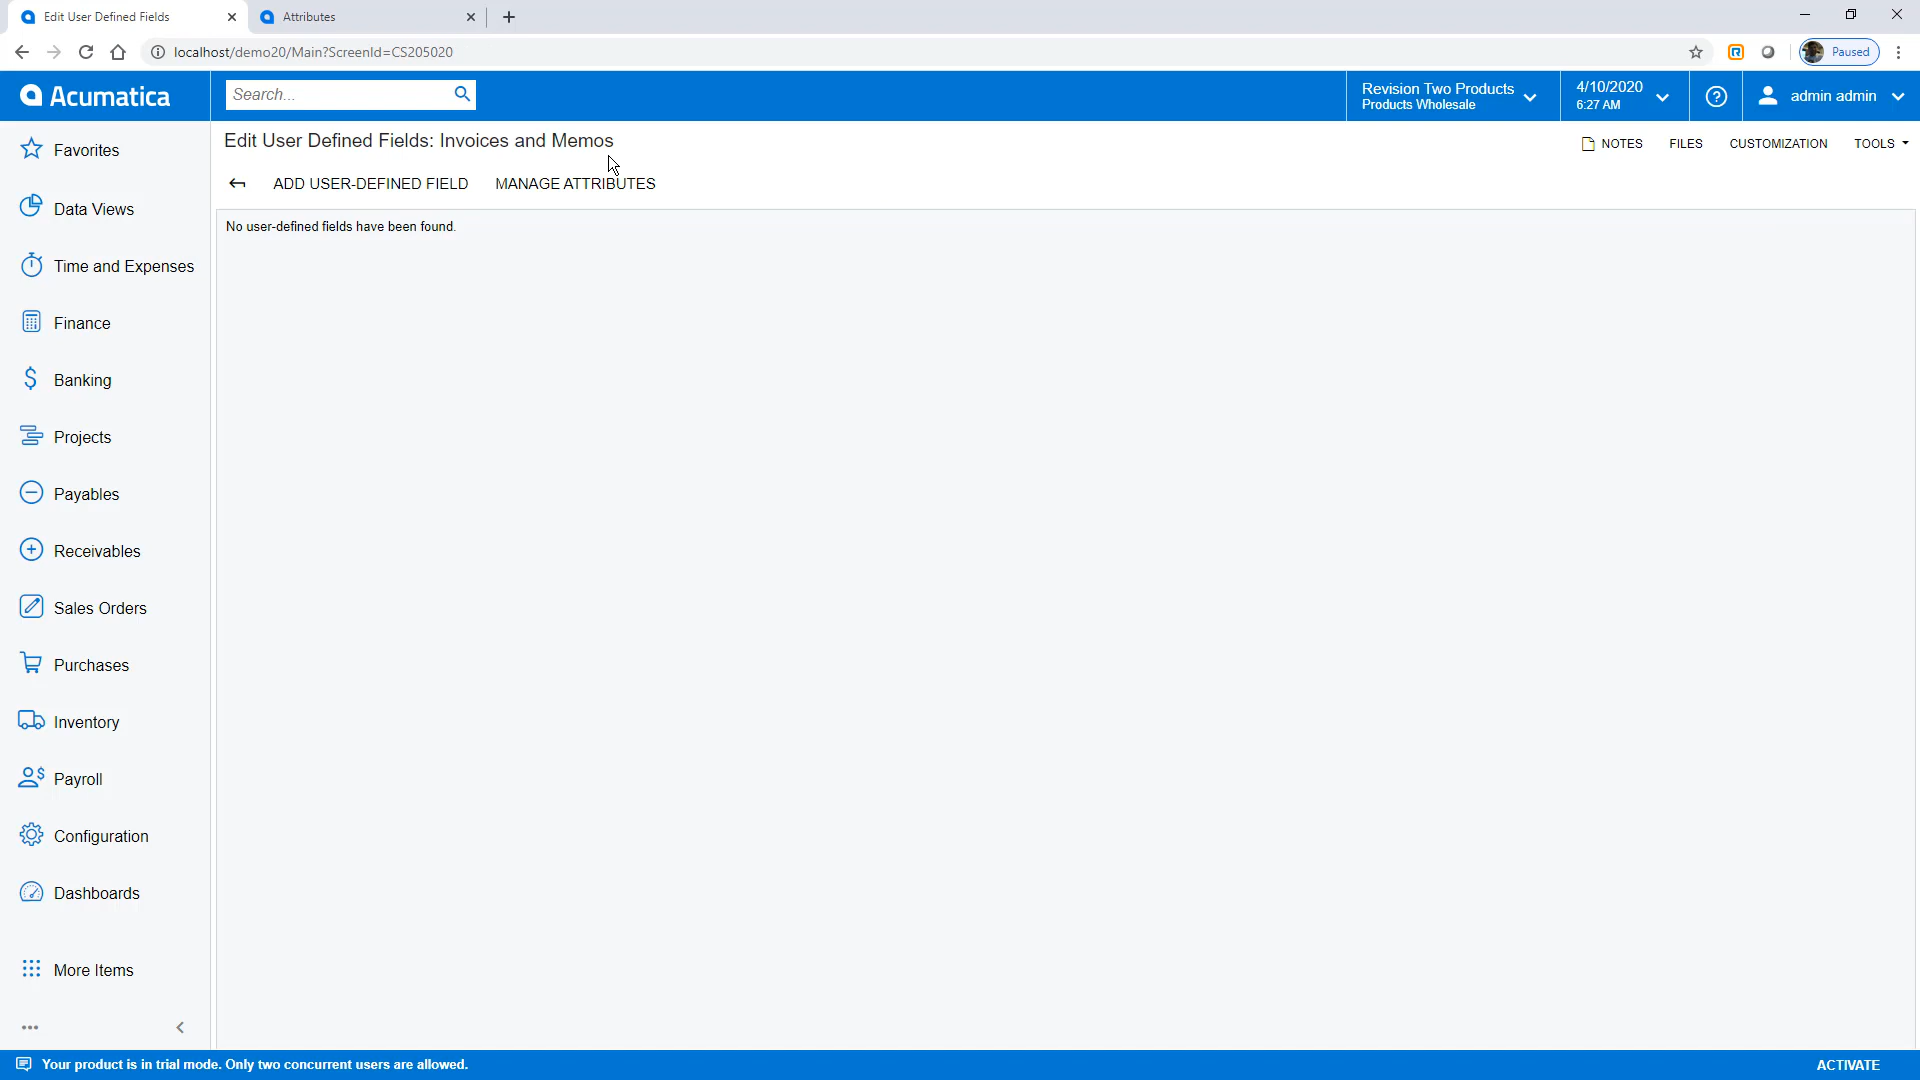 Edit User Defined Fields
Attributes
localhost/demo20/Main?ScreenId=CS205020
Paused
Acumatica
Search...
Revision Two Products
Products Wholesale
4/10/2020
6:27 AM
admin admin
Favorites
Data Views
Time and Expenses
Finance
Banking
Projects
Payables
Receivables
Sales Orders
Purchases
Inventory
Payroll
Configuration
Dashboards
More Items
Edit User Defined Fields: Invoices and Memos
NOTES
FILES
CUSTOMIZATION
TOOLS
ADD USER-DEFINED FIELD
MANAGE ATTRIBUTES
No user-defined fields have been found.
Your product is in trial mode. Only two concurrent users are allowed.
ACTIVATE